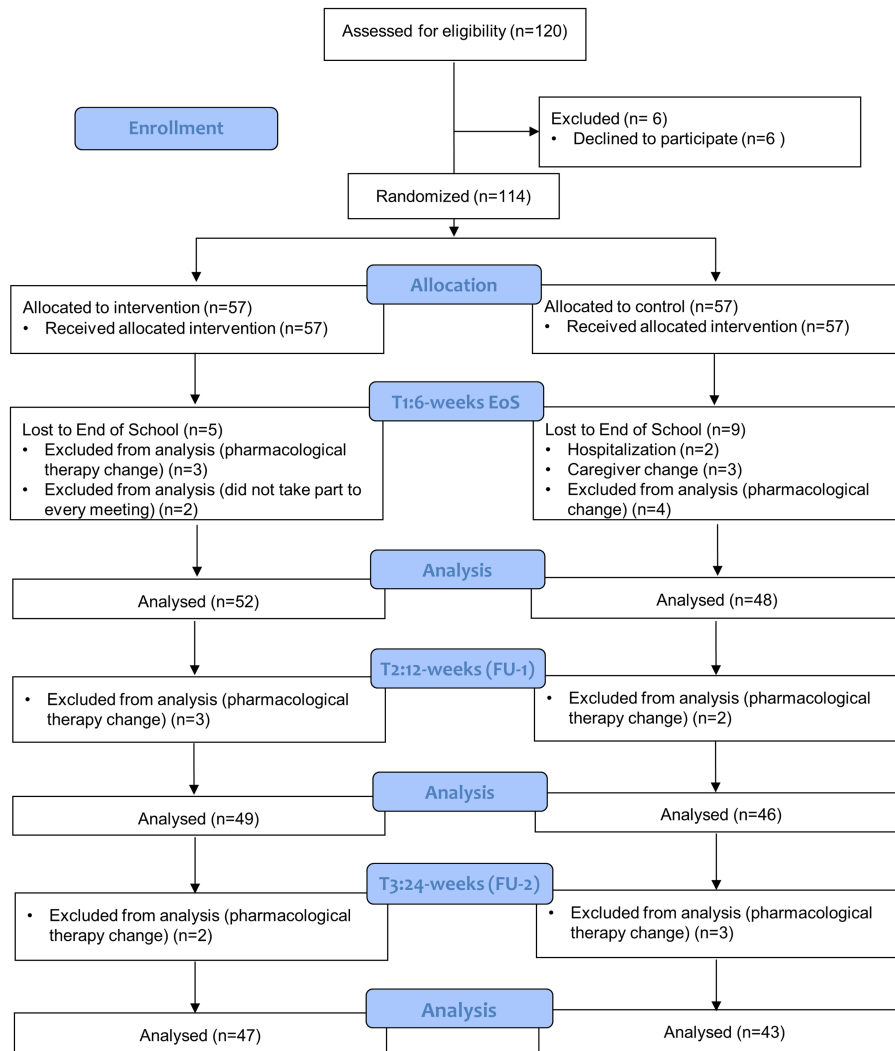 Assessed for eligibility (n=120)
Enrollment
Excluded (n= 6)
• Declined to participate (n=6 )
Randomized (n=114)
Allocation
Allocated to intervention (n=57)
• Received allocated intervention (n=57)
Allocated to control (n=57)
• Received allocated intervention (n=57)
T1:6-weeks EoS
Lost to End of School (n=5)
• Excluded from analysis (pharmacological
therapy change) (n=3)
• Excluded from analysis (did not take part to
every meeting) (n=2)
Lost to End of School (n=9)
• Hospitalization (n=2)
• Caregiver change (n=3)
• Excluded from analysis (pharmacological
change) (n=4)
Analysis
Analysed (n=52)
Analysed (n=48)
T2:12-weeks (FU-1)
• Excluded from analysis (pharmacological
therapy change) (n=3)
• Excluded from analysis (pharmacological
therapy change) (n=2)
Analysis
Analysed (n=49)
Analysed (n=46)
T3:24-weeks (FU-2)
• Excluded from analysis (pharmacological
therapy change) (n=2)
• Excluded from analysis (pharmacological
therapy change) (n=3)
Analysis
Analysed (n=47)
Analysed (n=43)